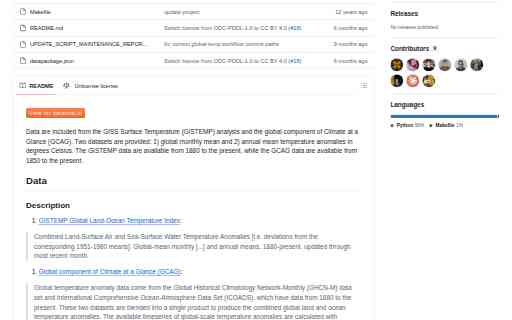 Makefile update project 12 years ago
README.md Switch license from ODC-PDDL-1.0 to CC BY 4.0 (#19) 6 months ago
UPDATE_SCRIPT_MAINTENANCE_REPOR... fix: correct global-temp workflow commit paths 9 months ago
datapackage.json Switch license from ODC-PDDL-1.0 to CC BY 4.0 (#19) 6 months ago
README Unlicense license
Data are included from the GISS Surface Temperature (GISTEMP) analysis and the global component of Climate at a
Glance (GCAG). Two datasets are provided: 1) global monthly mean and 2) annual mean temperature anomalies in
degrees Celsius. The GISTEMP data are available from 1880 to the present, while the GCAG data are available from
1850 to the present.
Data
Description
1. GISTEMP Global Land-Ocean Temperature Index:
Combined Land-Surface Air and Sea-Surface Water Temperature Anomalies [i.e. deviations from the
corresponding 1951-1980 means]. Global-mean monthly [...] and annual means, 1880-present, updated through
most recent month.
1. Global component of Climate at a Glance (GCAG):
Global temperature anomaly data come from the Global Historical Climatology Network-Monthly (GHCN-M) data
set and International Comprehensive Ocean-Atmosphere Data Set (ICOADS), which have data from 1880 to the
present. These two datasets are blended into a single product to produce the combined global land and ocean
temperature anomalies. The available timeseries of global-scale temperature anomalies are calculated with
Releases
No releases published
Contributors 9
Languages
Python Makefile